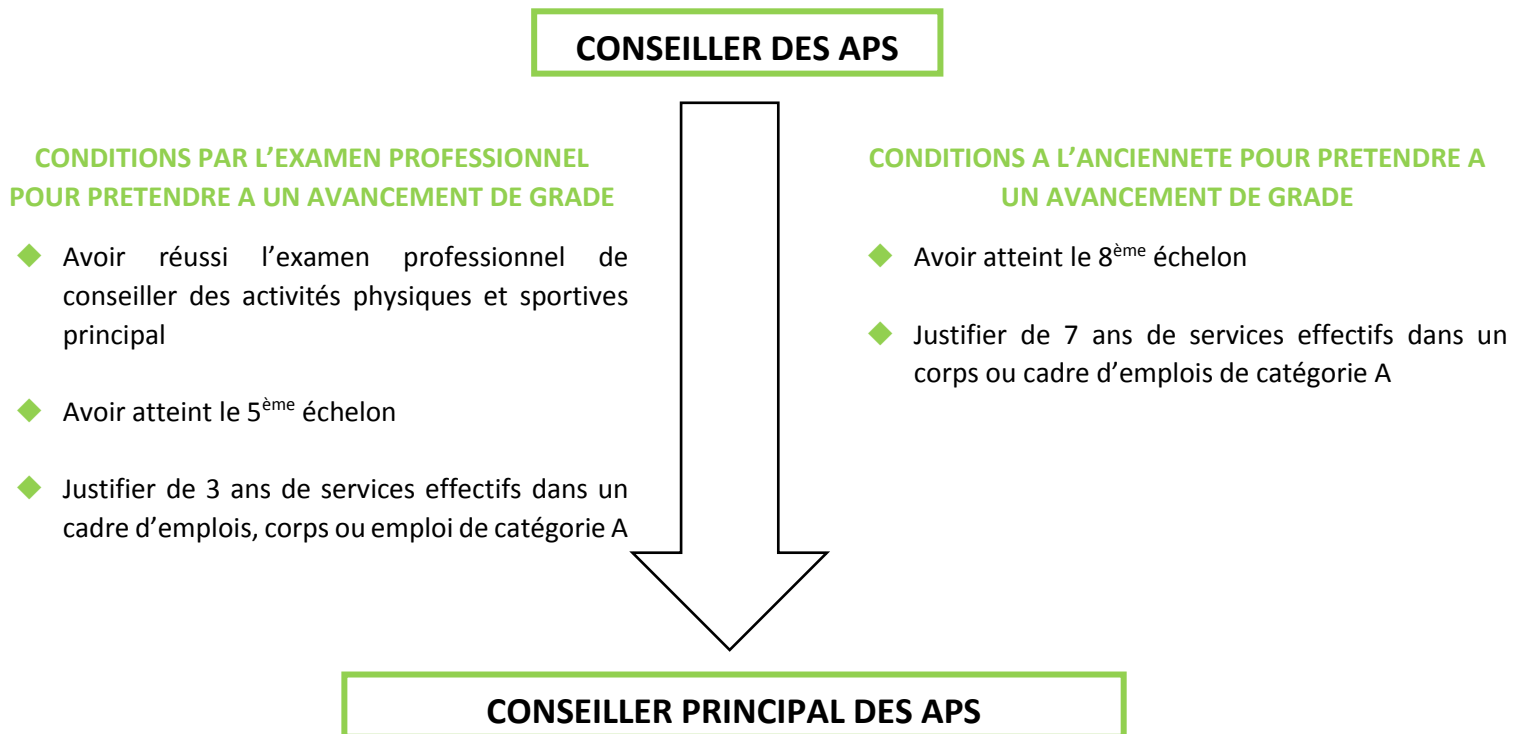 CONSEILLER DES APS
CONDITIONS PAR L’EXAMEN PROFESSIONNEL
POUR PRETENDRE A UN AVANCEMENT DE GRADE
Avoir réussi l’examen professionnel de
conseiller des activités physiques et sportives
principal
Avoir atteint le 5ème échelon
Justifier de 3 ans de services effectifs dans un
cadre d’emplois, corps ou emploi de catégorie A
CONDITIONS A L’ANCIENNETE POUR PRETENDRE A
UN AVANCEMENT DE GRADE
Avoir atteint le 8ème échelon
Justifier de 7 ans de services effectifs dans un
corps ou cadre d’emplois de catégorie A
CONSEILLER PRINCIPAL DES APS